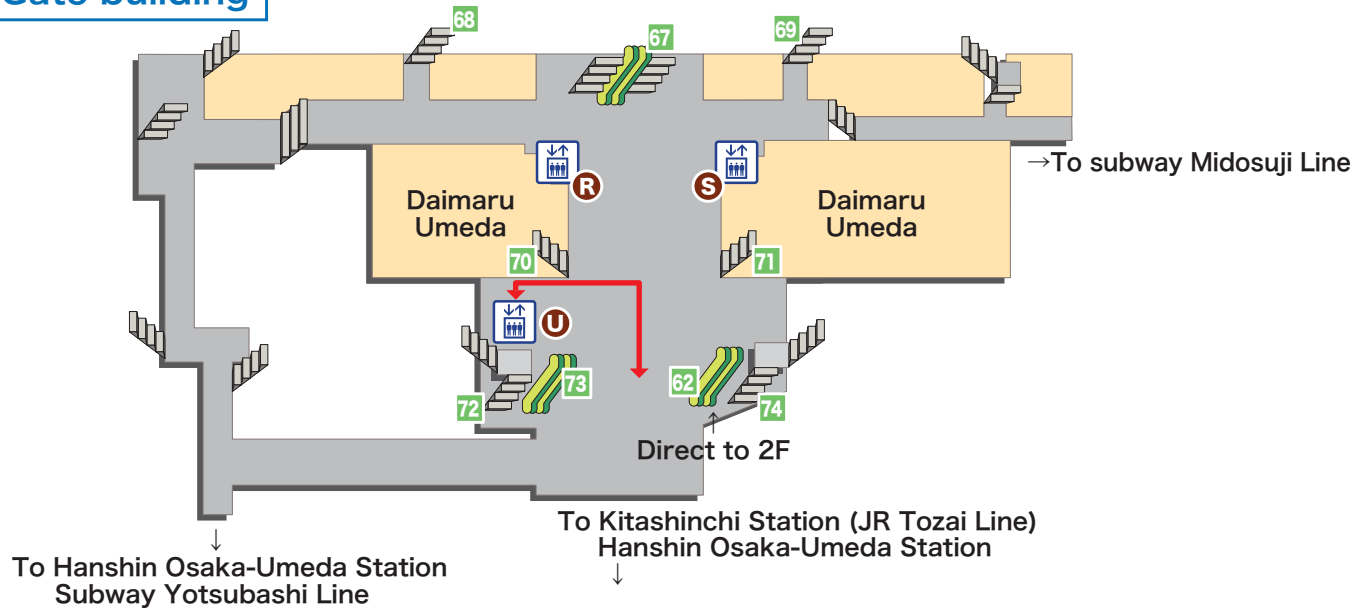 Gate building
68
67
69
→To subway Midosuji Line
R
S
Daimaru
Umeda
Daimaru
Umeda
70
71
U
73
62
72
74
↑
Direct to 2F
To Kitashinchi Station (JR Tozai Line)
Hanshin Osaka-Umeda Station
↓
↓
To Hanshin Osaka-Umeda Station
Subway Yotsubashi Line